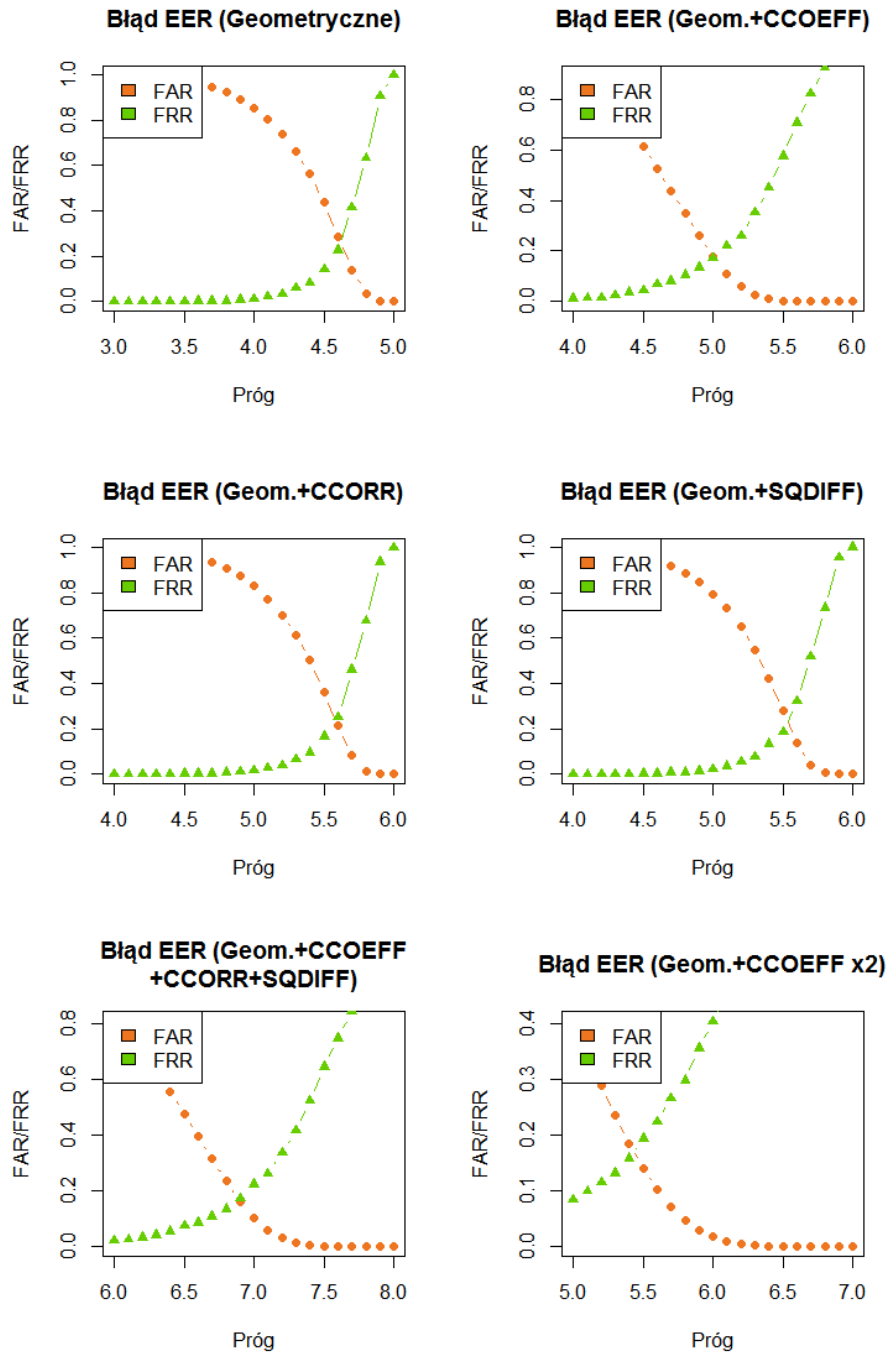 Błąd EER (Geometryczne)
FAR
FRR
FAR/FRR
0.0 0.2 0.4 0.6 0.8 1.0
3.0 3.5 4.0 4.5 5.0
Próg
Błąd EER (Geom.+CCOEFF)
FAR
FRR
FAR/FRR
0.0 0.2 0.4 0.6 0.8
4.0 4.5 5.0 5.5 6.0
Próg
Błąd EER (Geom.+CCORR)
FAR
FRR
FAR/FRR
0.0 0.2 0.4 0.6 0.8 1.0
4.0 4.5 5.0 5.5 6.0
Próg
Błąd EER (Geom.+SQDIFF)
FAR
FRR
FAR/FRR
0.0 0.2 0.4 0.6 0.8 1.0
4.0 4.5 5.0 5.5 6.0
Próg
Błąd EER (Geom.+CCOEFF
+CCORR+SQDIFF)
FAR
FRR
FAR/FRR
0.0 0.2 0.4 0.6 0.8
6.0 6.5 7.0 7.5 8.0
Próg
Błąd EER (Geom.+CCOEFF x2)
FAR
FRR
FAR/FRR
0.0 0.1 0.2 0.3 0.4
5.0 5.5 6.0 6.5 7.0
Próg